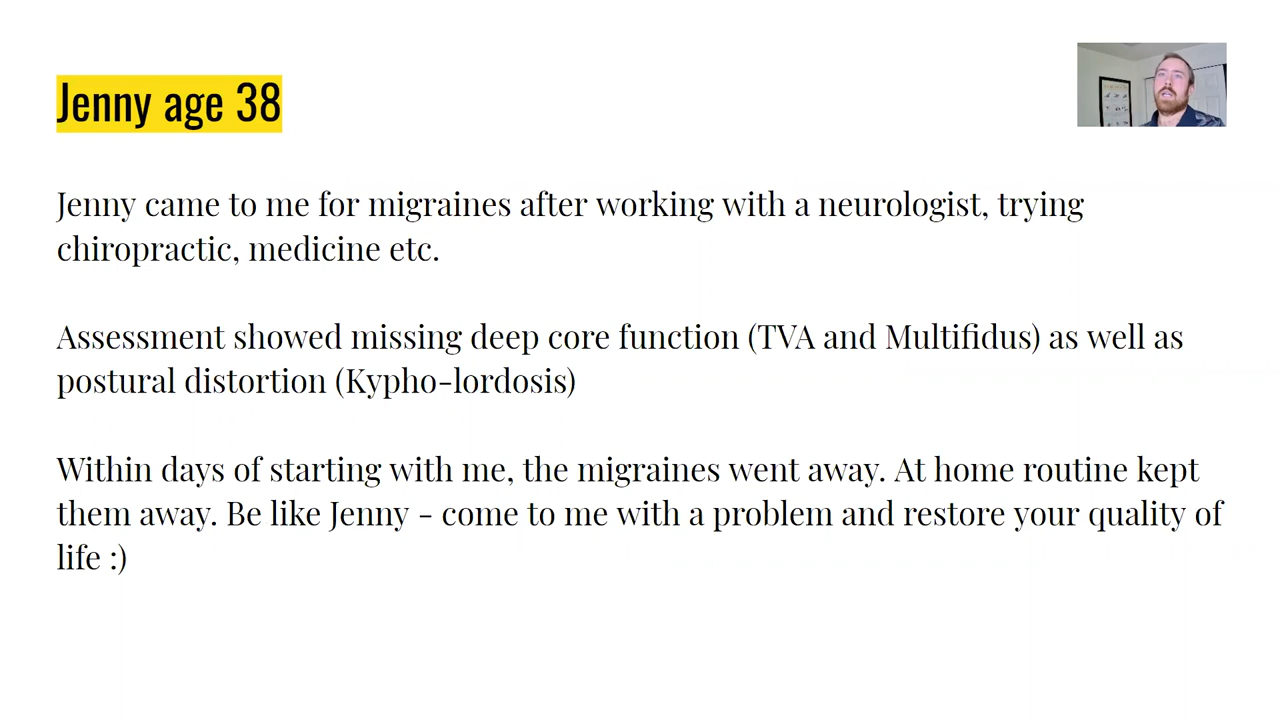 Jenny age 38
Jenny came to me for migraines after working with a neurologist, trying
chiropractic, medicine etc.
Assessment showed missing deep core function (TVA and Multifidus) as well as
postural distortion (Kypho-lordosis)
Within days of starting with me, the migraines went away. At home routine kept
them away. Be like Jenny - come to me with a problem and restore your quality of
life :)